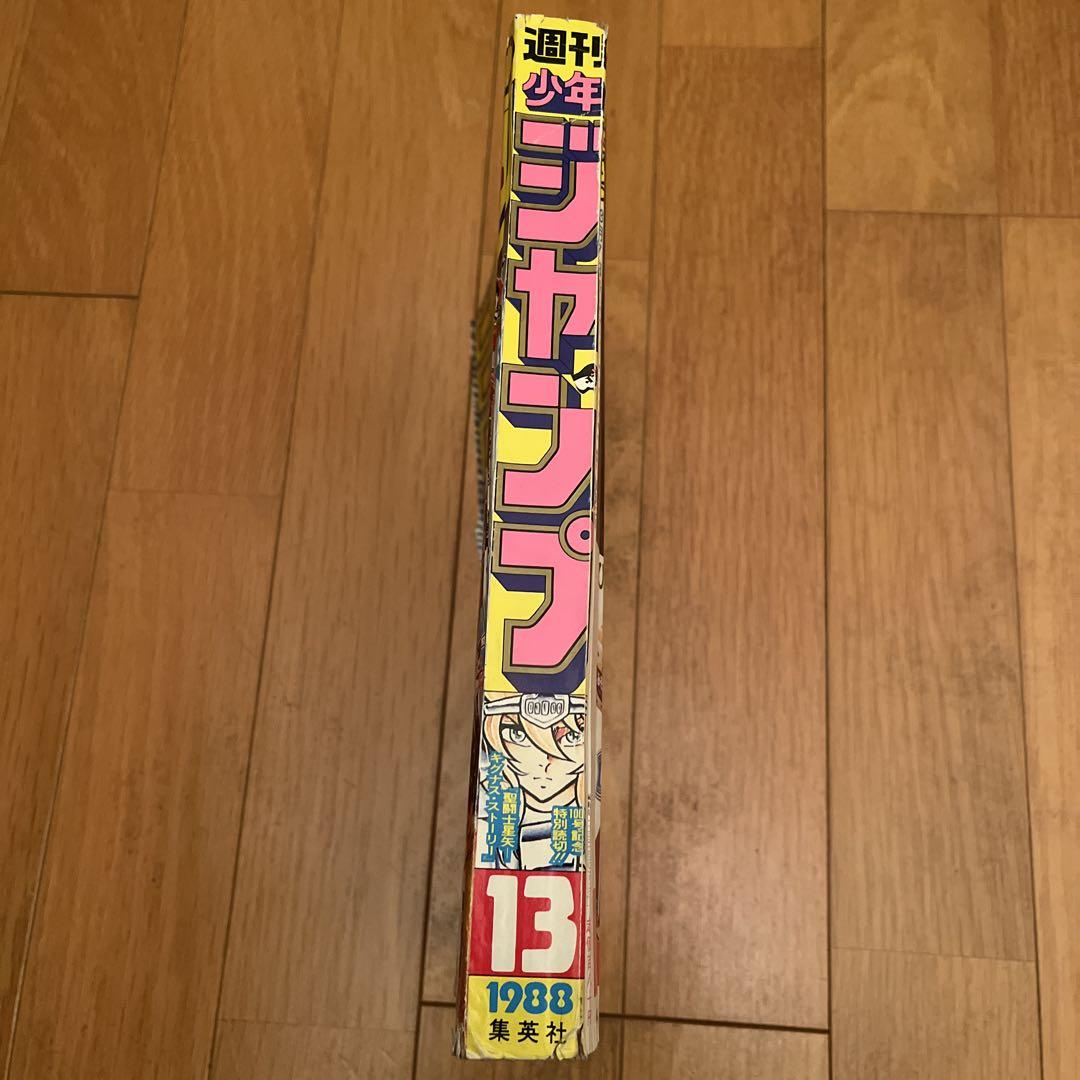 週刊
少年
ジャンプ
100号記念
特別読切!!
『聖闘士星矢―
キグナス・ストーリー』
13
1988
集英社